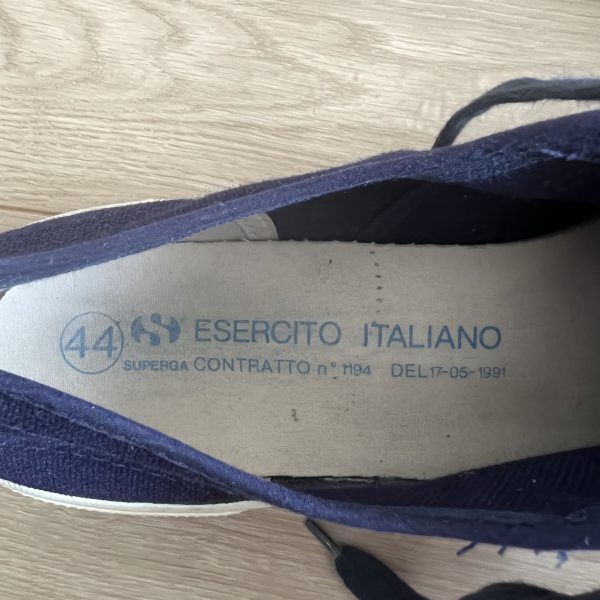 44 S ESERCITO ITALIANO
SUPERGA CONTRATTO n° 1194 DEL 17-05-1991